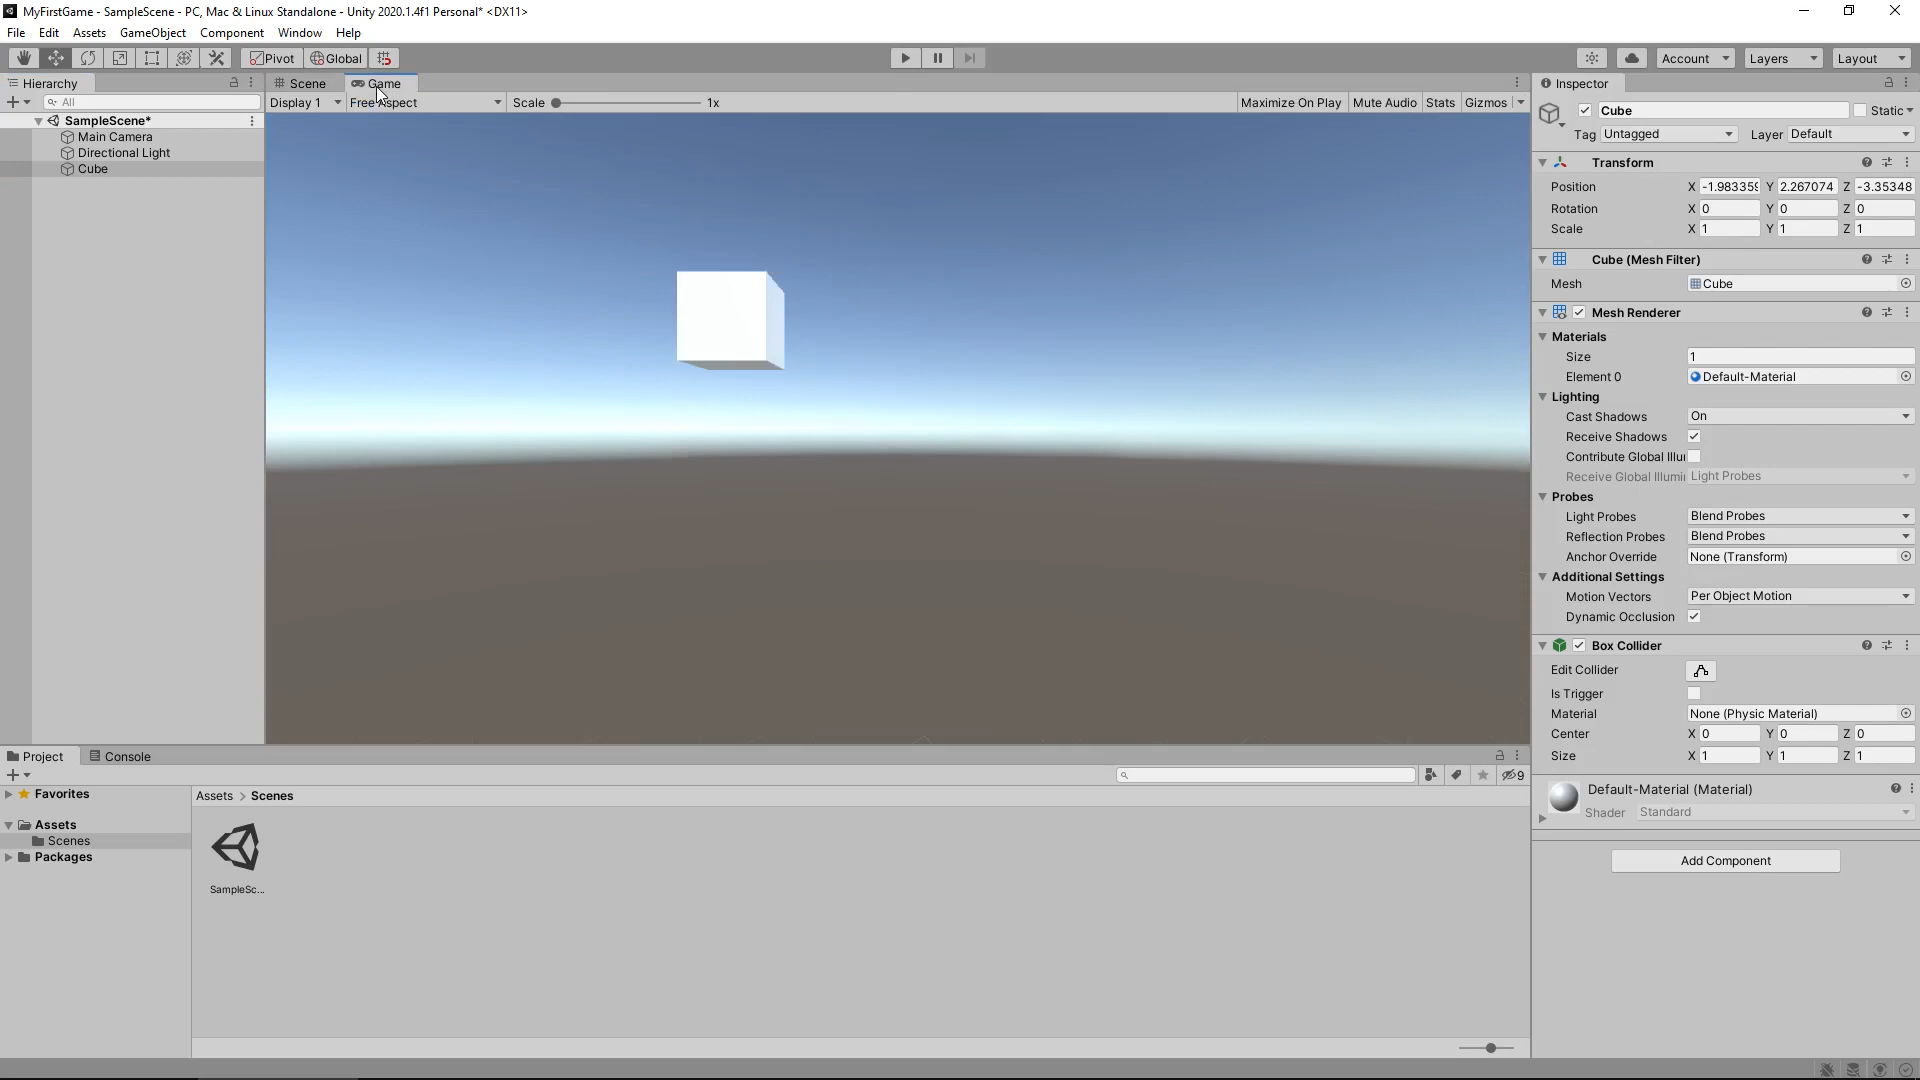 MyFirstGame - SampleScene - PC, Mac & Linux Standalone - Unity 2020.1.4f1 Personal* <DX11>
File Edit Assets GameObject Component Window Help
Pivot Global Account Layers Layout
Hierarchy
All
SampleScene*
Main Camera
Directional Light
Cube
Scene Game
Display 1 Free Aspect Scale 1x Maximize On Play Mute Audio Stats Gizmos
Inspector
Cube Static
Tag Untagged Layer Default
Transform
Position X -1.983359 Y 2.267074 Z -3.35348
Rotation X 0 Y 0 Z 0
Scale X 1 Y 1 Z 1
Cube (Mesh Filter)
Mesh Cube
Mesh Renderer
Materials
Size 1
Element 0 Default-Material
Lighting
Cast Shadows On
Receive Shadows
Contribute Global Illu
Receive Global Illumi Light Probes
Probes
Light Probes Blend Probes
Reflection Probes Blend Probes
Anchor Override None (Transform)
Additional Settings
Motion Vectors Per Object Motion
Dynamic Occlusion
Box Collider
Edit Collider
Is Trigger
Material None (Physic Material)
Center X 0 Y 0 Z 0
Size X 1 Y 1 Z 1
Default-Material (Material)
Shader Standard
Add Component
Project Console
9
Favorites
Assets
Scenes
Packages
Assets > Scenes
SampleSc...